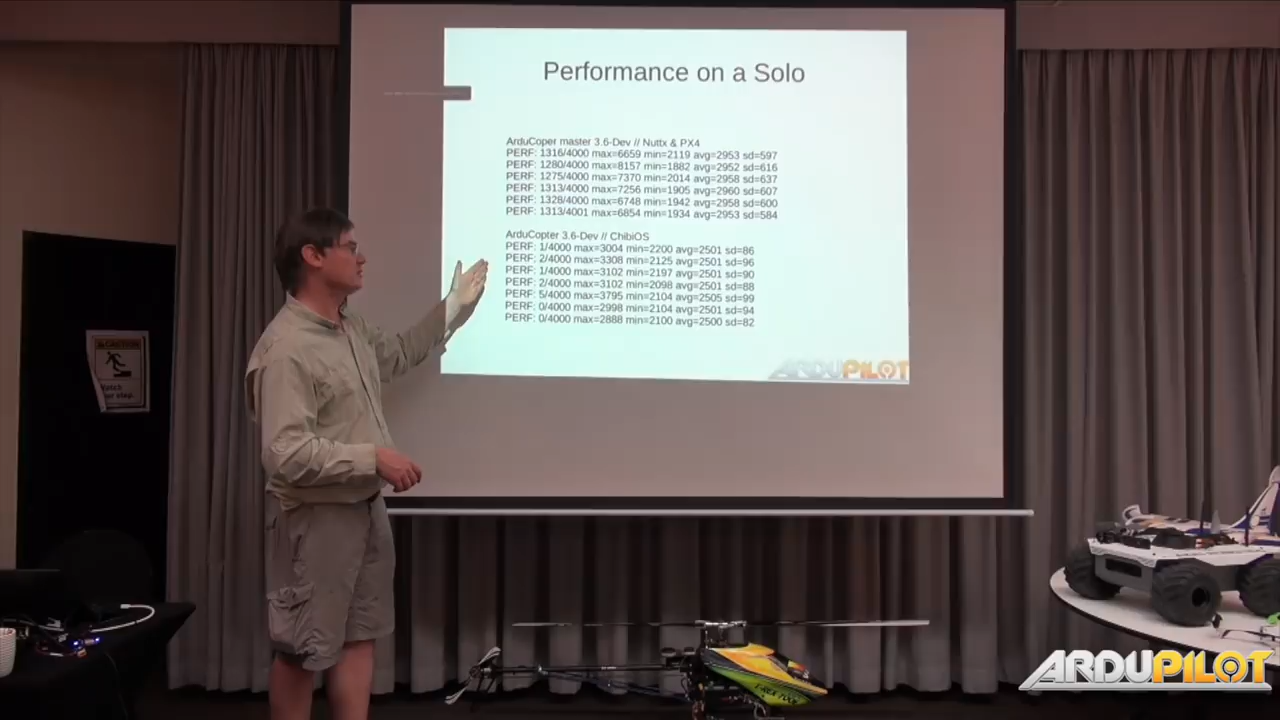 Performance on a Solo
ArduCoper master 3.6-Dev // Nuttx & PX4
PERF: 1316/4000 max=6659 min=2119 avg=2953 sd=597
PERF: 1280/4000 max=8157 min=1882 avg=2952 sd=616
PERF: 1275/4000 max=7370 min=2014 avg=2958 sd=637
PERF: 1313/4000 max=7256 min=1905 avg=2960 sd=607
PERF: 1328/4000 max=6748 min=1942 avg=2958 sd=600
PERF: 1313/4001 max=6854 min=1934 avg=2953 sd=584
ArduCopter 3.6-Dev // ChibiOS
PERF: 1/4000 max=3004 min=2200 avg=2501 sd=86
PERF: 2/4000 max=3308 min=2125 avg=2501 sd=96
PERF: 1/4000 max=3102 min=2197 avg=2501 sd=90
PERF: 2/4000 max=3102 min=2098 avg=2501 sd=88
PERF: 5/4000 max=3795 min=2104 avg=2505 sd=99
PERF: 0/4000 max=2998 min=2104 avg=2501 sd=94
PERF: 0/4000 max=2888 min=2100 avg=2500 sd=82
ARDUPILOT
CAUTION
Watch
your step.
T-REX 700E
ARDUPILOT